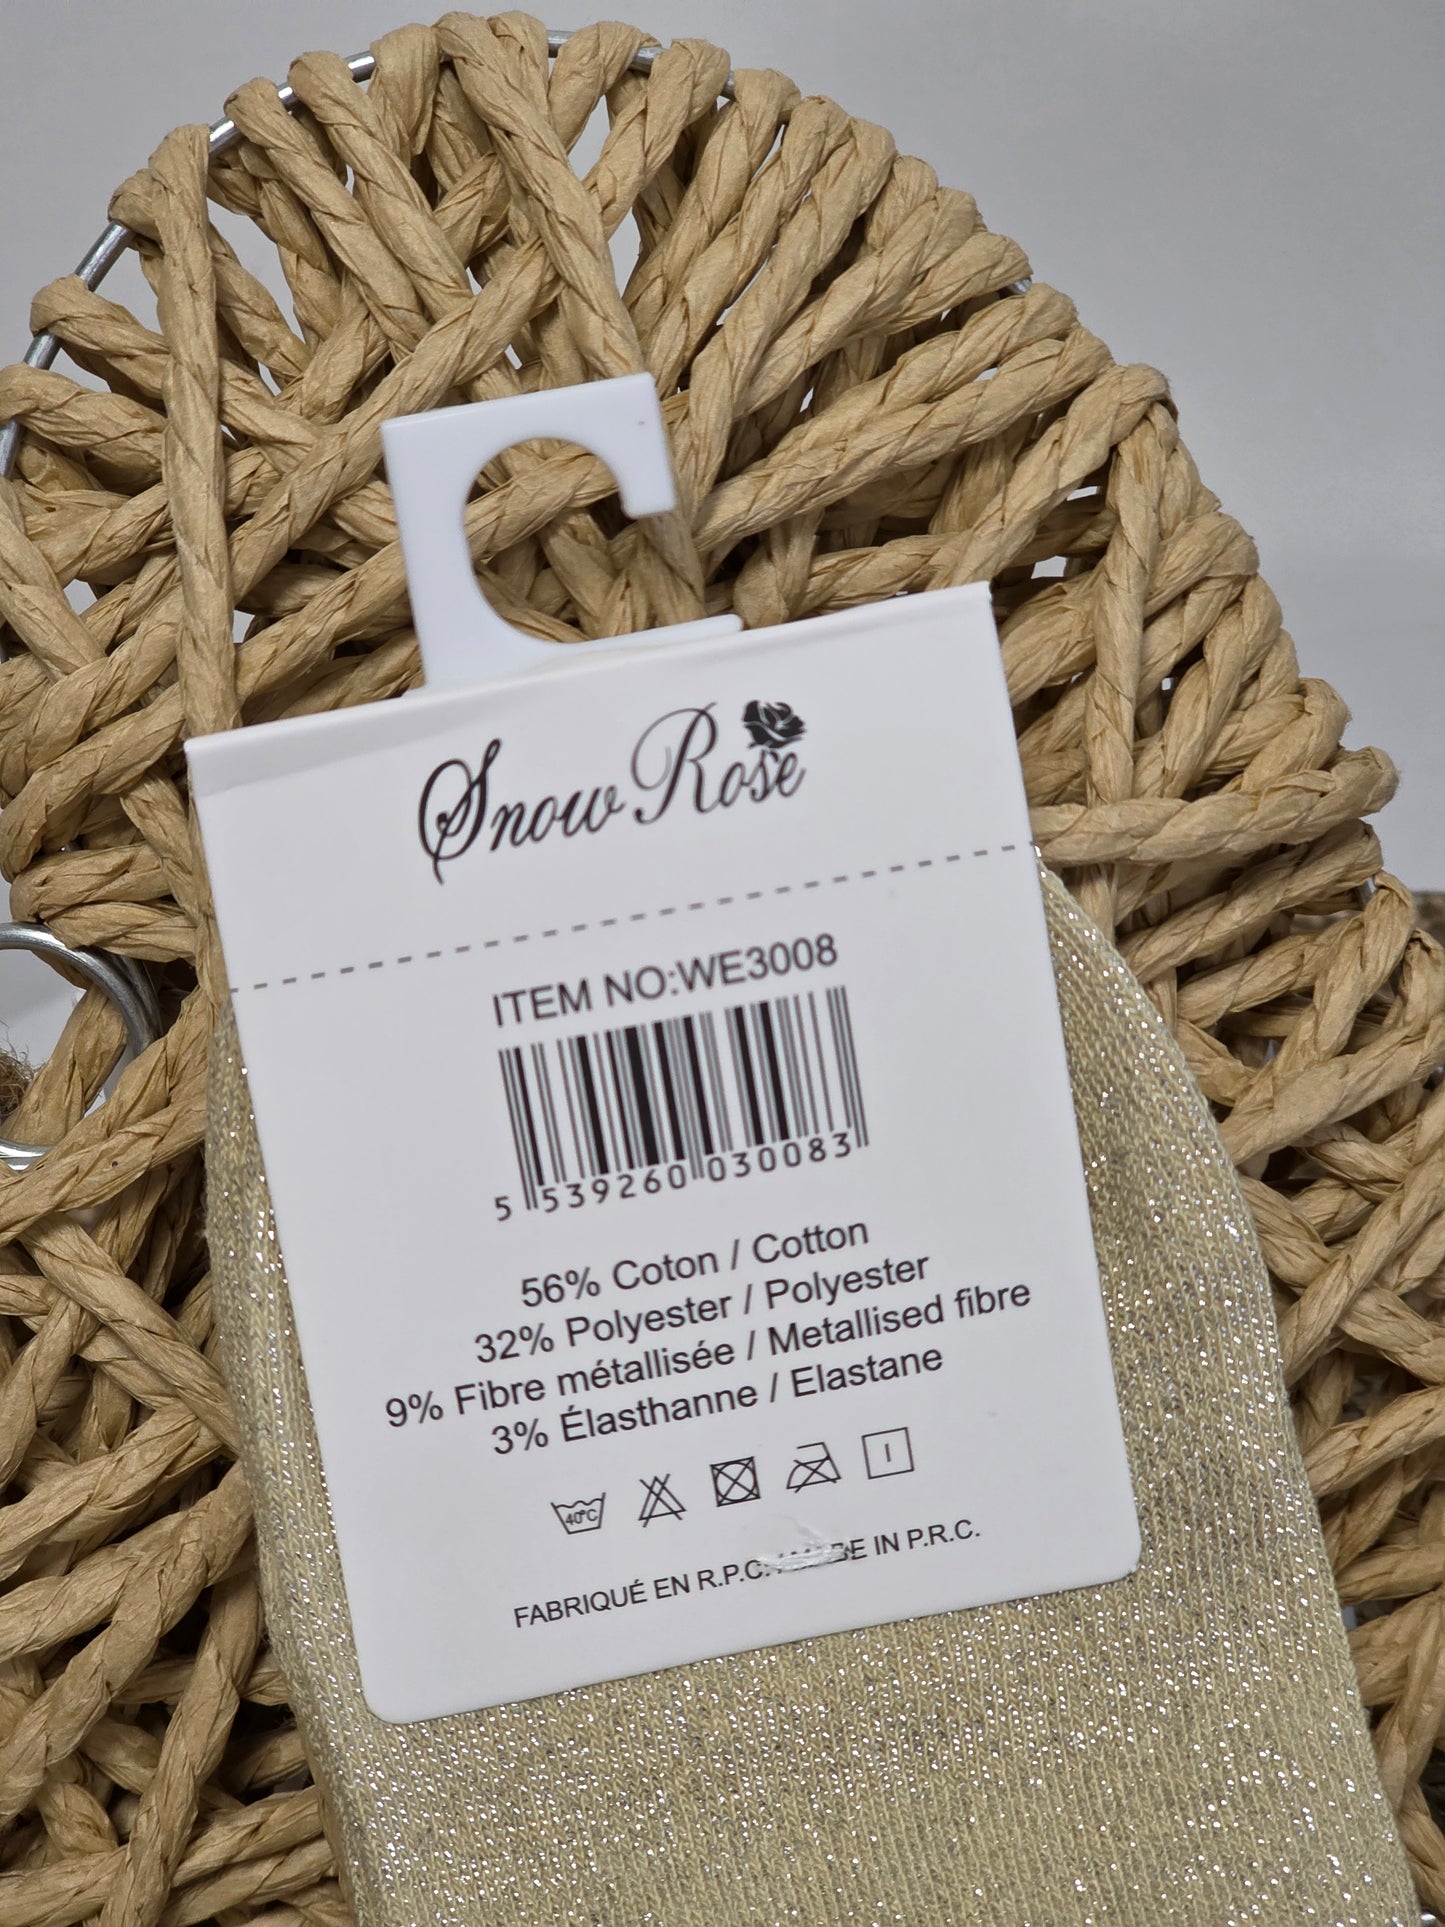 Snow Rose
ITEM NO:WE3008
5 539260 030083
56% Coton / Cotton
32% Polyester / Polyester
9% Fibre métallisée / Metallised fibre
3% Élasthanne / Elastane
40°C
FABRIQUÉ EN R.P.C. / MADE IN P.R.C.